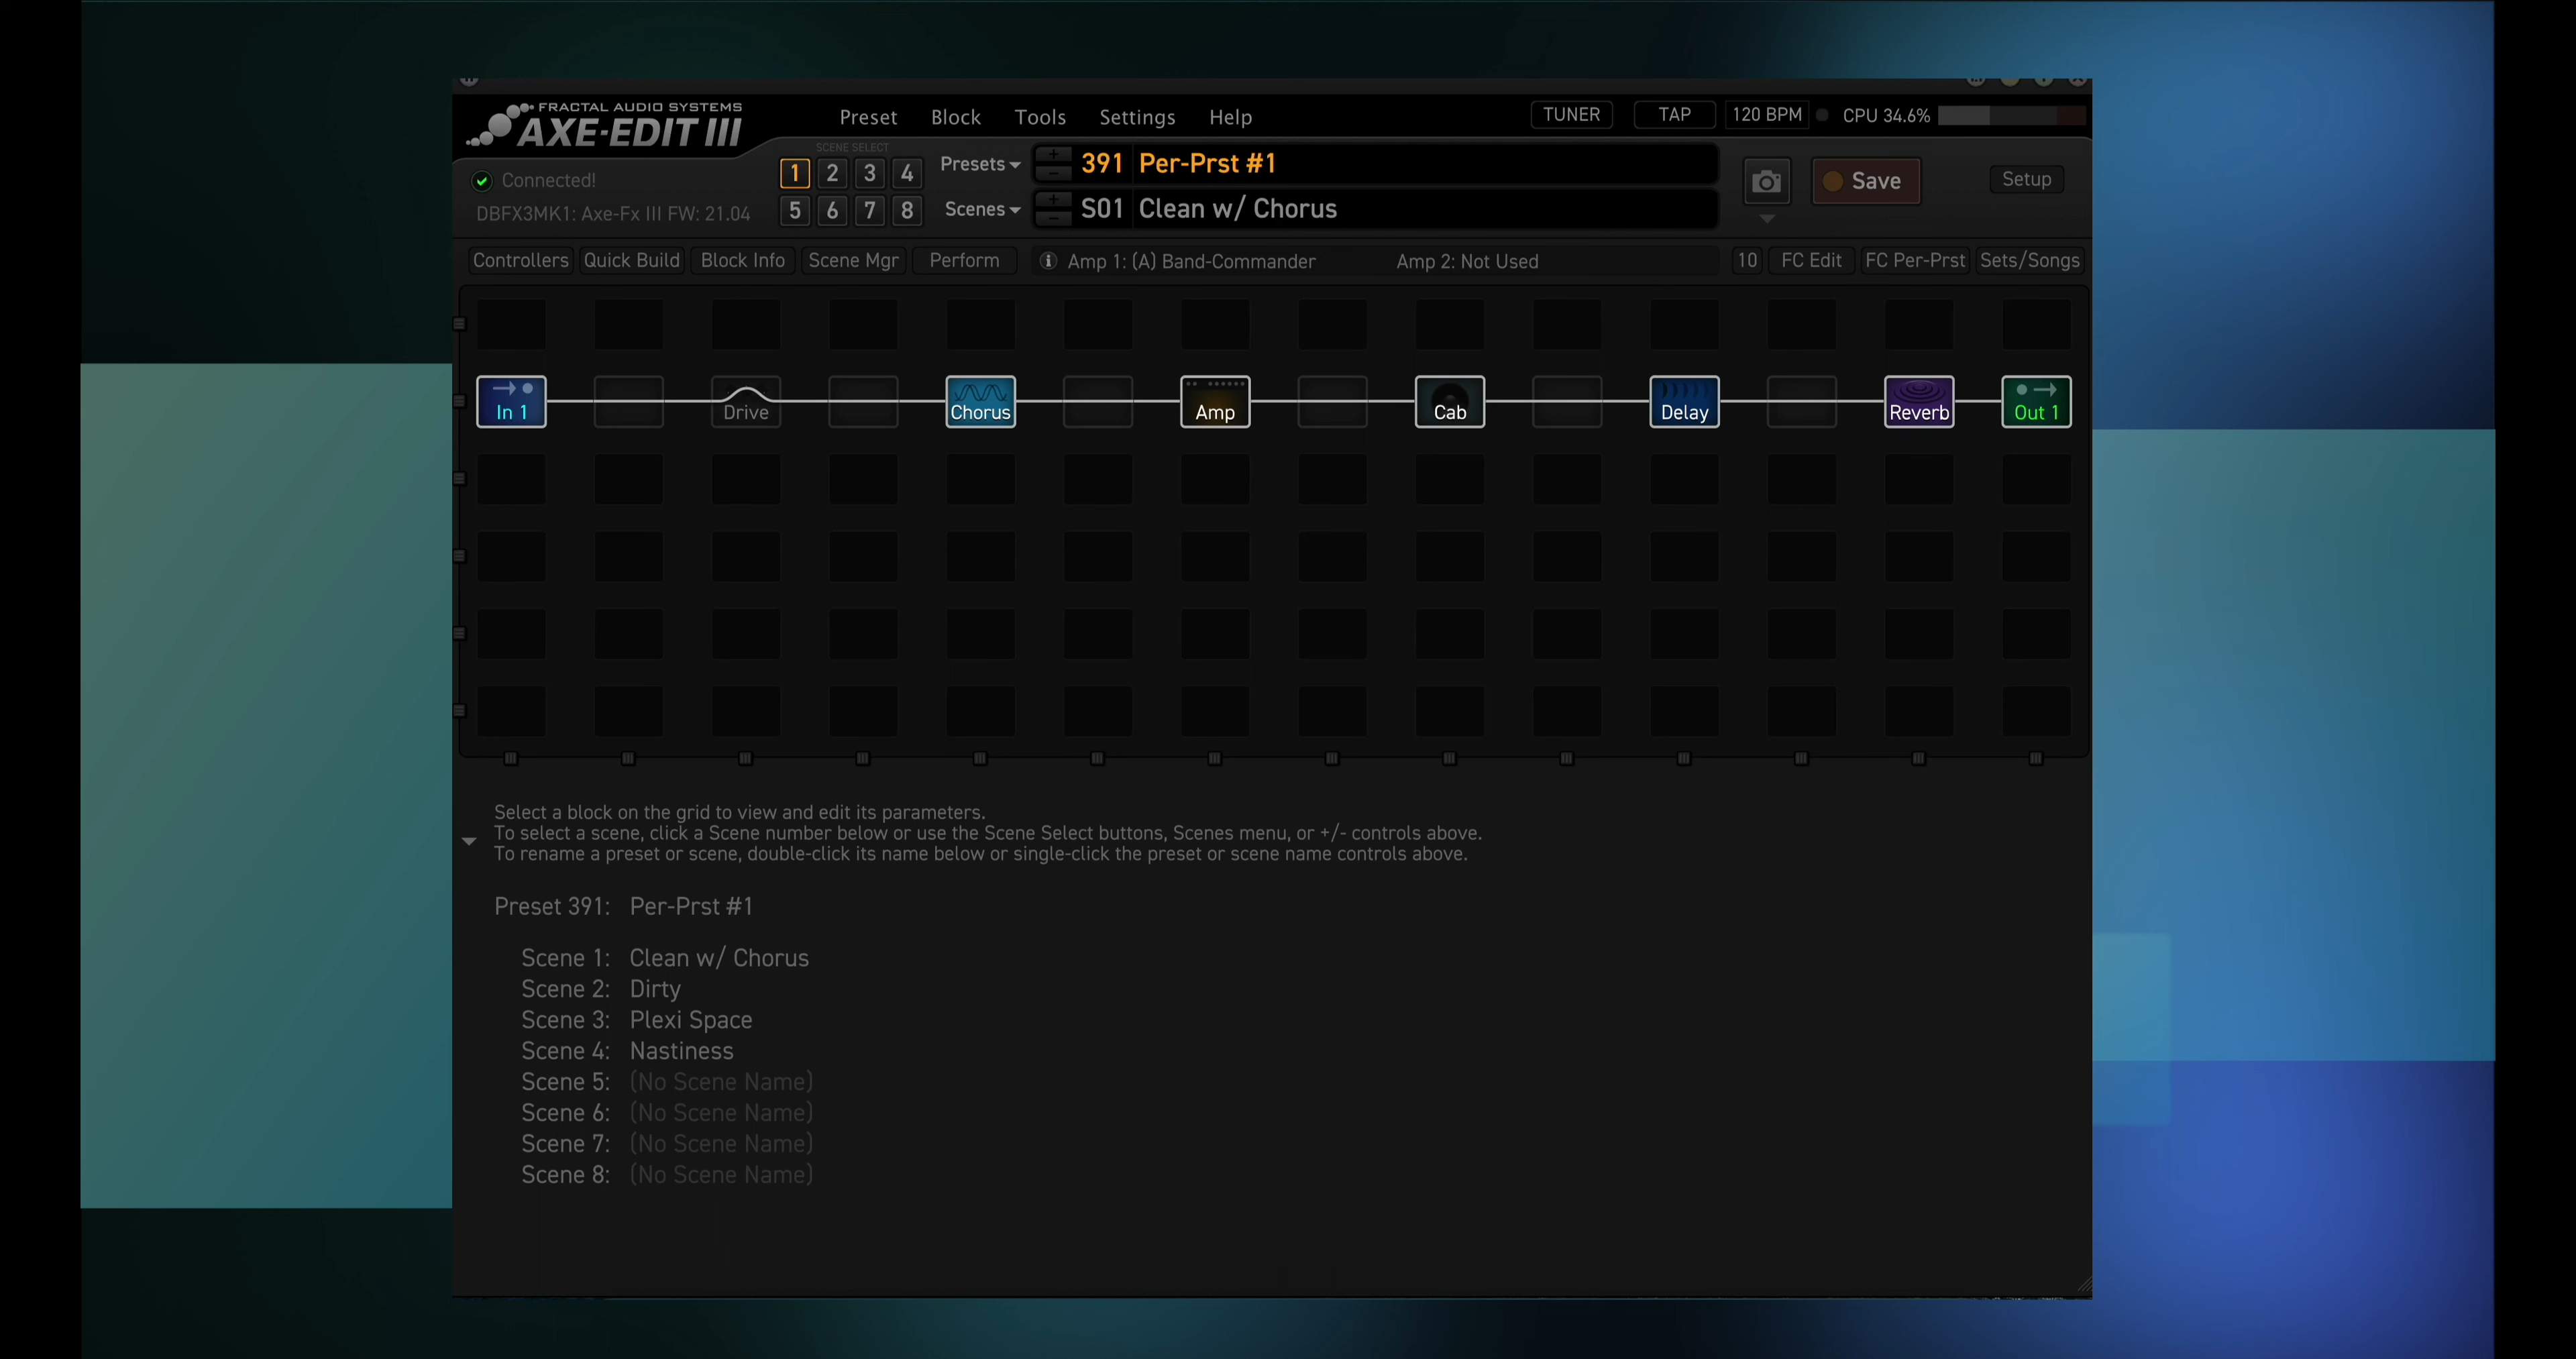 FRACTAL AUDIO SYSTEMS
AXE-EDIT III
Preset Block Tools Settings Help
TUNER TAP 120 BPM CPU 34.6%
SCENE SELECT
Connected!
DBFX3MK1: Axe-Fx III FW: 21.04
1 2 3 4
5 6 7 8
Presets + - 391 Per-Prst #1
Scenes + - S01 Clean w/ Chorus
Save Setup
Controllers Quick Build Block Info Scene Mgr Perform Amp 1: (A) Band-Commander Amp 2: Not Used 10 FC Edit FC Per-Prst Sets/Songs
In 1 Drive Chorus Amp Cab Delay Reverb Out 1
Select a block on the grid to view and edit its parameters.
To select a scene, click a Scene number below or use the Scene Select buttons, Scenes menu, or +/- controls above.
To rename a preset or scene, double-click its name below or single-click the preset or scene name controls above.
Preset 391: Per-Prst #1
Scene 1: Clean w/ Chorus
Scene 2: Dirty
Scene 3: Plexi Space
Scene 4: Nastiness
Scene 5: (No Scene Name)
Scene 6: (No Scene Name)
Scene 7: (No Scene Name)
Scene 8: (No Scene Name)